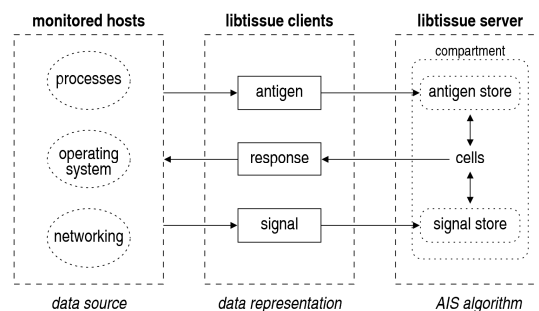 monitored hosts
libtissue clients
libtissue server
compartment
processes
antigen
antigen store
operating
system
response
cells
networking
signal
signal store
data source
data representation
AIS algorithm